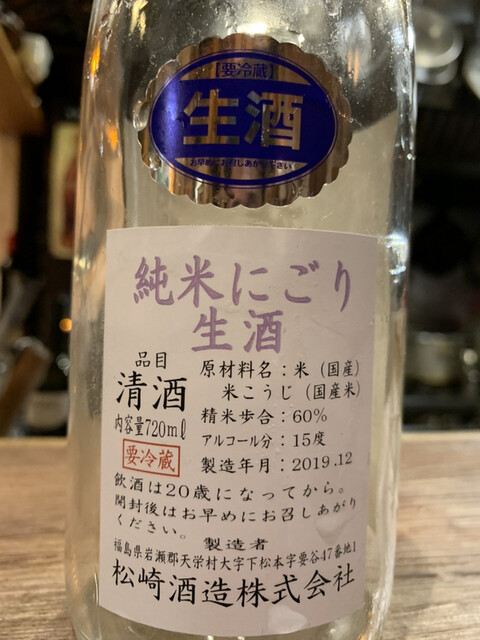 【要冷蔵】
生酒
お早めにお召しあがり下さい
純米にごり
生酒
品目
清酒
内容量720ml
要冷蔵
原材料名：米（国産）
米こうじ（国産米）
精米歩合：60%
アルコール分：15度
製造年月：2019.12
飲酒は20歳になってから。
開封後はお早めにお召しあがり
ください。
製造者
福島県岩瀬郡天栄村大字下松本字要谷47番地1
松崎酒造株式会社